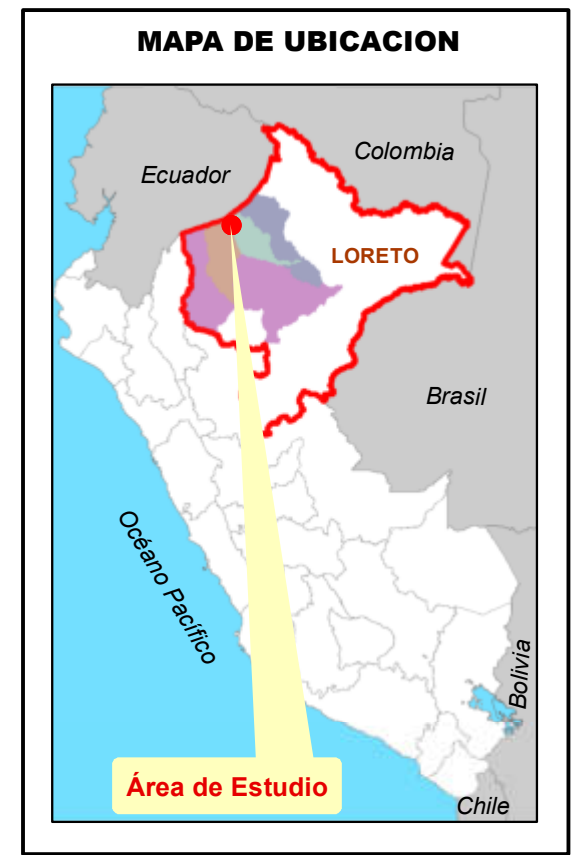 MAPA DE UBICACION
Colombia
Ecuador
LORETO
Brasil
Océano Pacífico
Bolivia
Área de Estudio
Chile